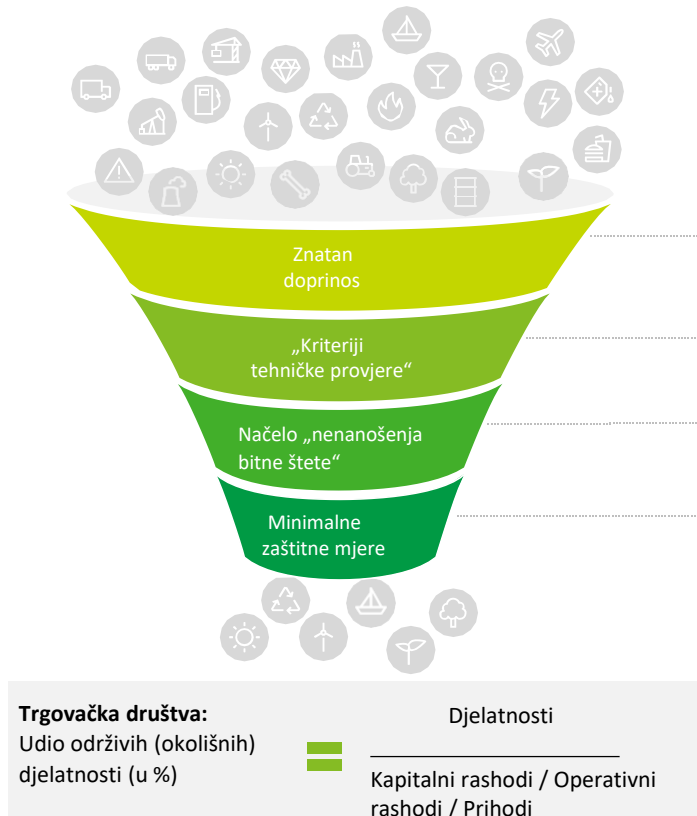 Znatan
doprinos
„Kriteriji
tehničke provjere“
Načelo „nenanošenja
bitne štete“
Minimalne
zaštitne mjere
Trgovačka društva:
Udio održivih (okolišnih)
djelatnosti (u %)
Djelatnosti
Kapitalni rashodi / Operativni
rashodi / Prihodi